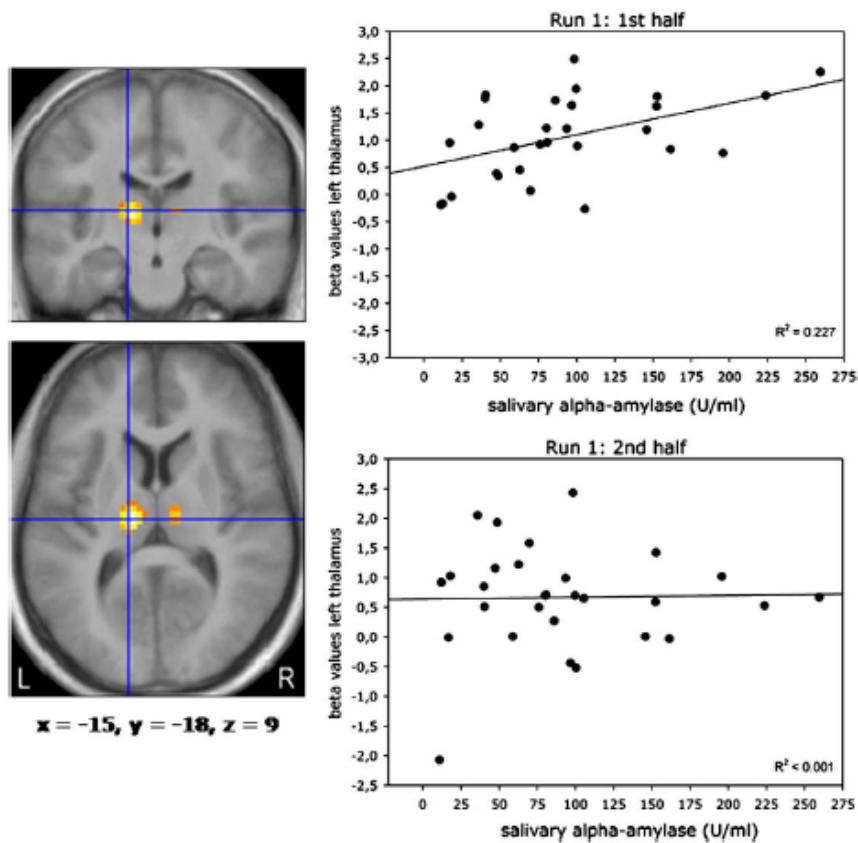 Run 1: 1st half
3,0
2,5
2,0
1,5
1,0
0,5
0,0
-0,5
-1,0
-1,5
-2,0
-2,5
-3,0
beta values left thalamus
R² = 0.227
0 25 50 75 100 125 150 175 200 225 250 275
salivary alpha-amylase (U/ml)
L R
x = -15, y = -18, z = 9
Run 1: 2nd half
3,0
2,5
2,0
1,5
1,0
0,5
0,0
-0,5
-1,0
-1,5
-2,0
-2,5
beta values left thalamus
R² < 0.001
0 25 50 75 100 125 150 175 200 225 250 275
salivary alpha-amylase (U/ml)